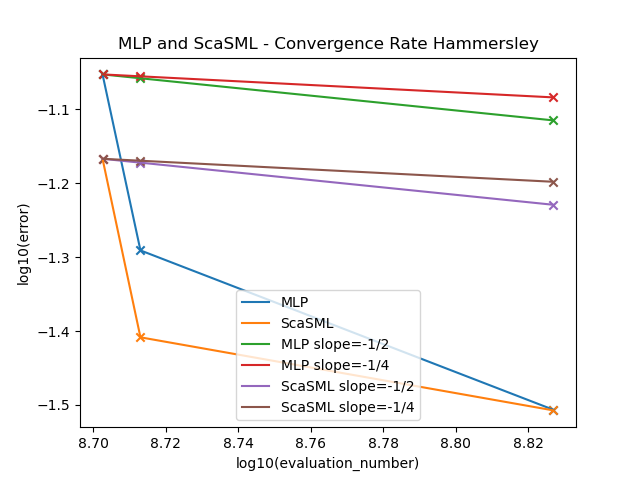 MLP and ScaSML - Convergence Rate Hammersley
log10(error)
−1.1
−1.2
−1.3
−1.4
−1.5
MLP
ScaSML
MLP slope=-1/2
MLP slope=-1/4
ScaSML slope=-1/2
ScaSML slope=-1/4
8.70 8.72 8.74 8.76 8.78 8.80 8.82
log10(evaluation_number)